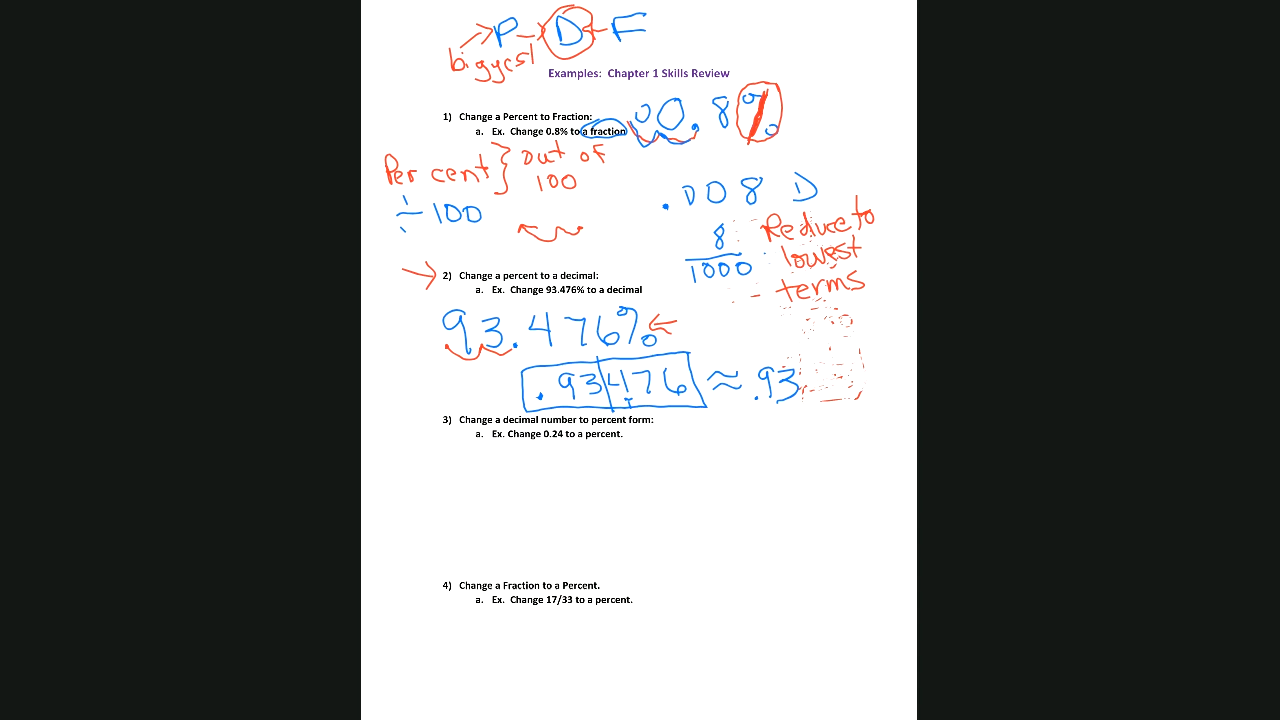 P - D - F
biggest
Examples: Chapter 1 Skills Review
1) Change a Percent to Fraction:
a. Ex. Change 0.8% to a fraction
00.8%
Per cent } out of
100
÷ 100
.008 D
8
1000
Reduce to
lowest
terms
2) Change a percent to a decimal:
a. Ex. Change 93.476% to a decimal
93.476%
.93476 ≈ .93
3) Change a decimal number to percent form:
a. Ex. Change 0.24 to a percent.
4) Change a Fraction to a Percent.
a. Ex. Change 17/33 to a percent.